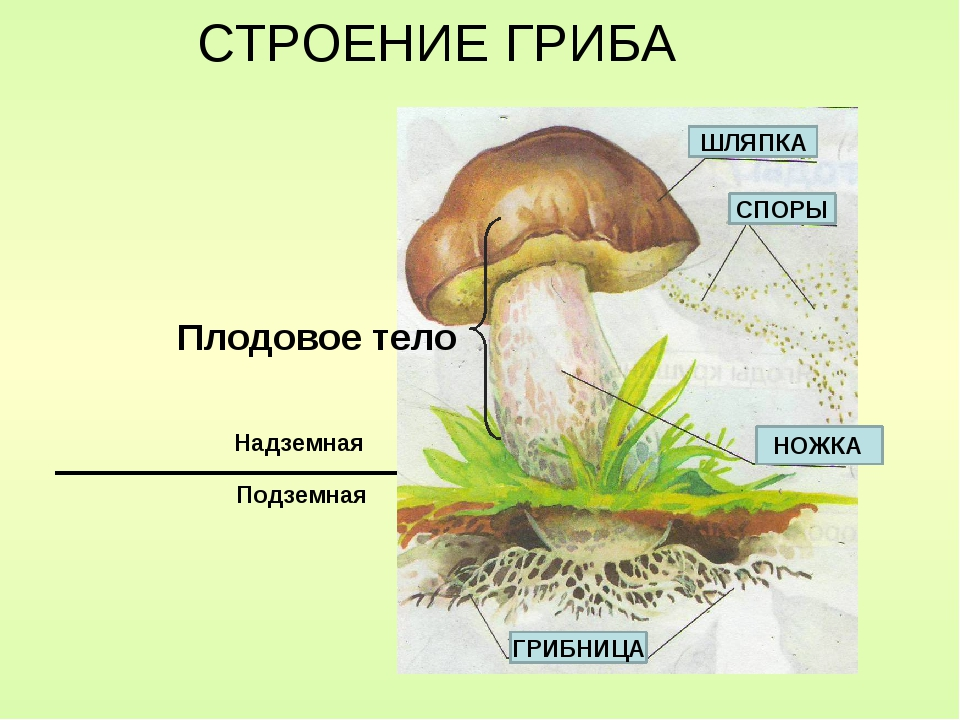 СТРОЕНИЕ ГРИБА
ШЛЯПКА
СПОРЫ
Плодовое тело
Надземная
НОЖКА
Подземная
ГРИБНИЦА